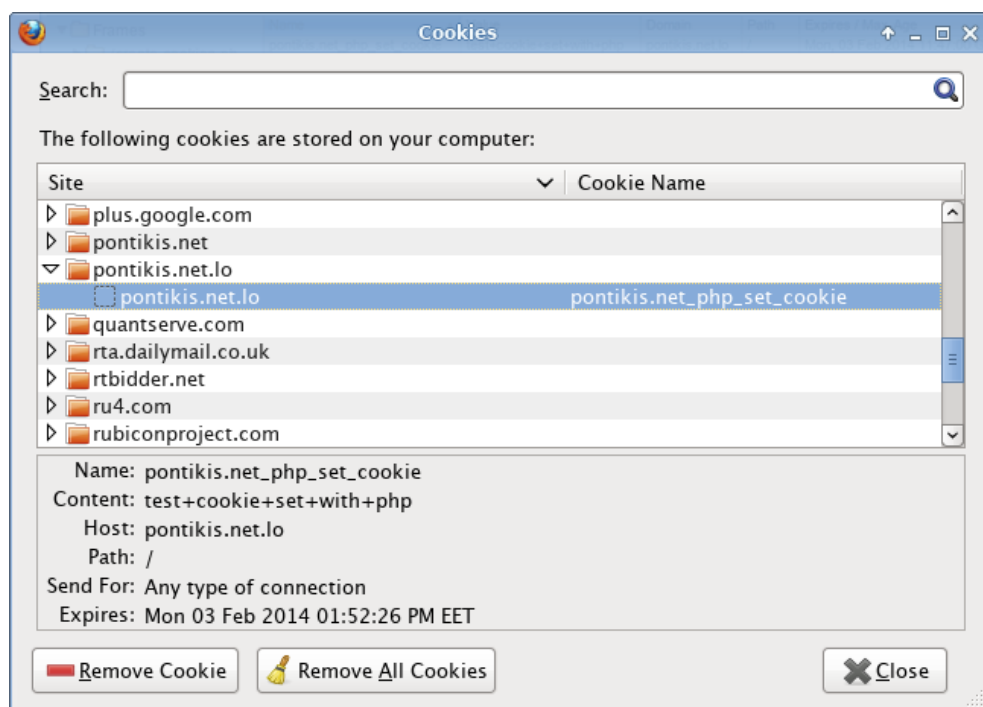 Cookies
Search:
The following cookies are stored on your computer:
Site Cookie Name
plus.google.com
pontikis.net
pontikis.net.lo
pontikis.net.lo pontikis.net_php_set_cookie
quantserve.com
rta.dailymail.co.uk
rtbidder.net
ru4.com
rubiconproject.com
Name: pontikis.net_php_set_cookie
Content: test+cookie+set+with+php
Host: pontikis.net.lo
Path: /
Send For: Any type of connection
Expires: Mon 03 Feb 2014 01:52:26 PM EET
Remove Cookie Remove All Cookies Close